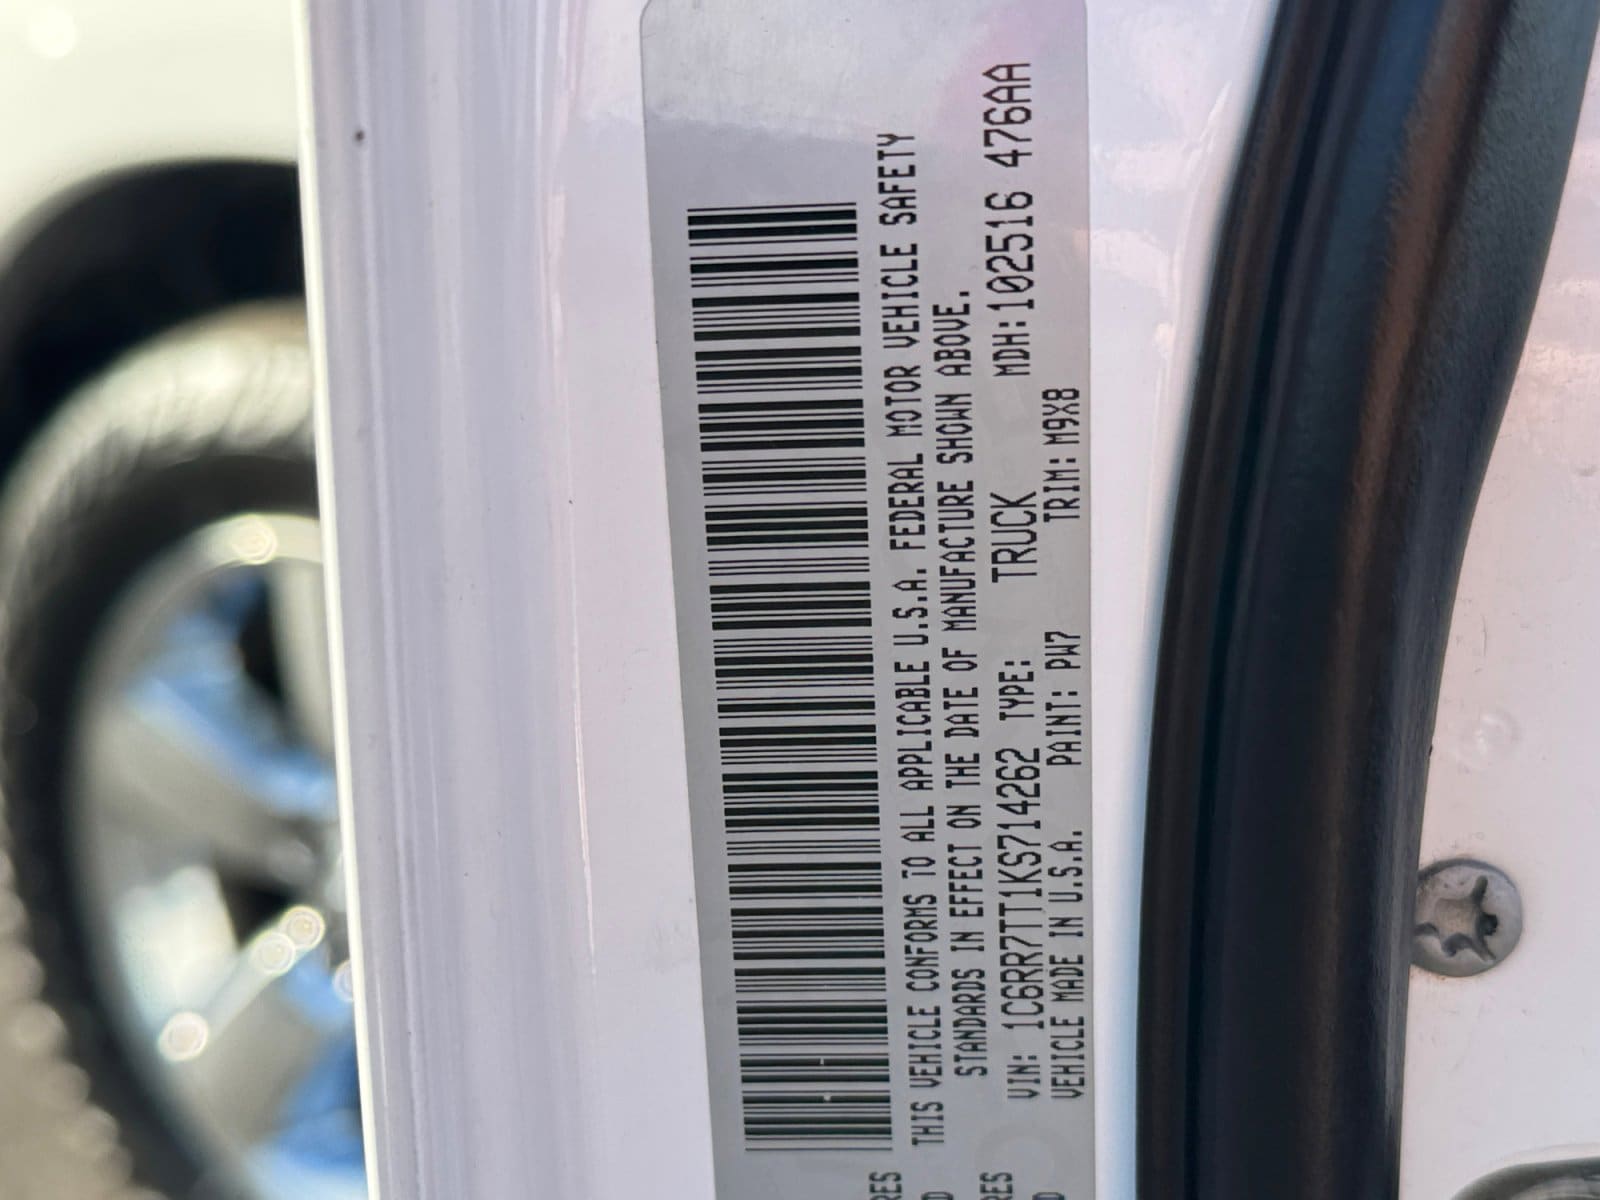 THIS VEHICLE CONFORMS TO ALL APPLICABLE U.S.A. FEDERAL MOTOR VEHICLE SAFETY
STANDARDS IN EFFECT ON THE DATE OF MANUFACTURE SHOWN ABOVE.
VIN: 1C6RR7TT1KS714262 TYPE: TRUCK MDH:102516 476AA
VEHICLE MADE IN U.S.A. PAINT: PW7 TRIM: M9X8